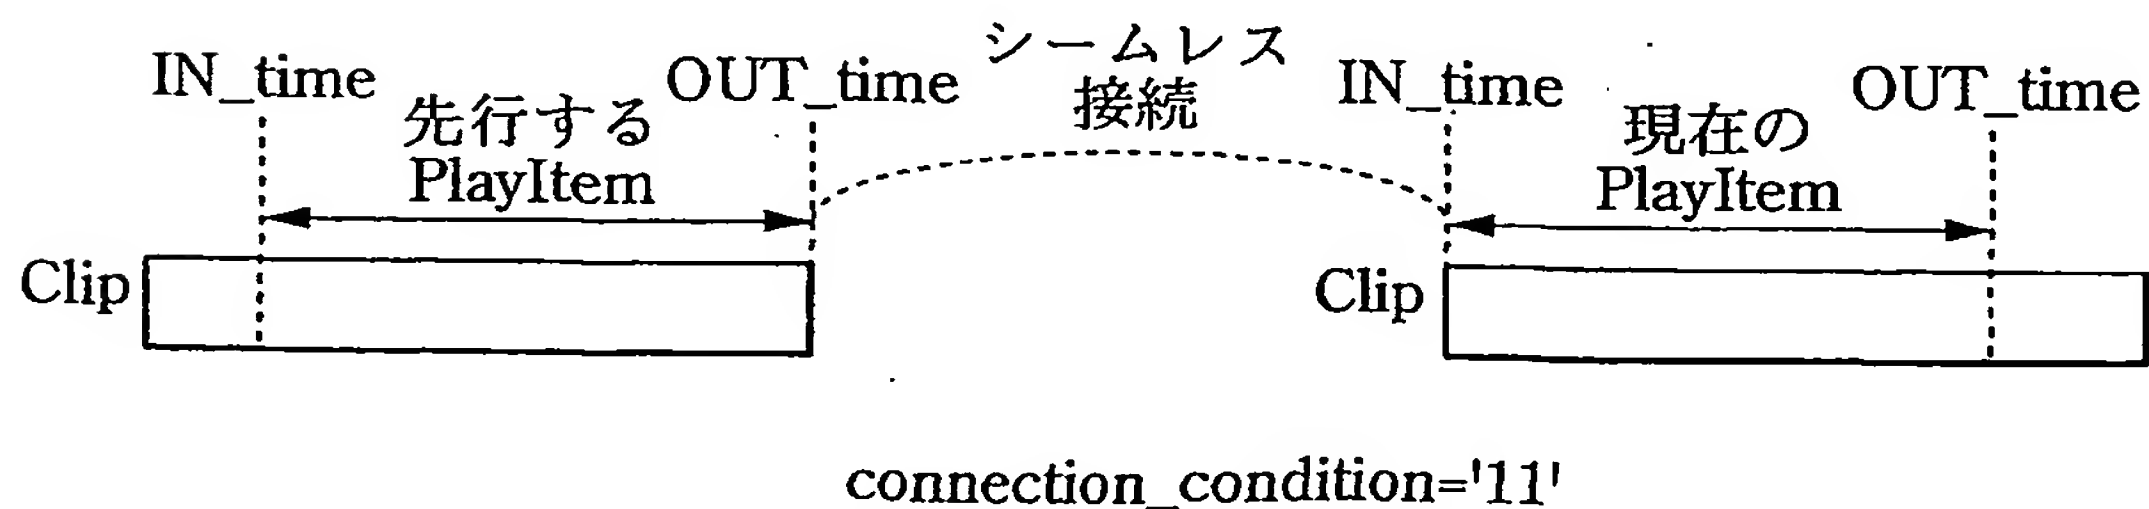 IN_time
先行する
PlayItem
OUT_time
シームレス
接続
IN_time
現在の
PlayItem
OUT_time
Clip
Clip
connection_condition='11'